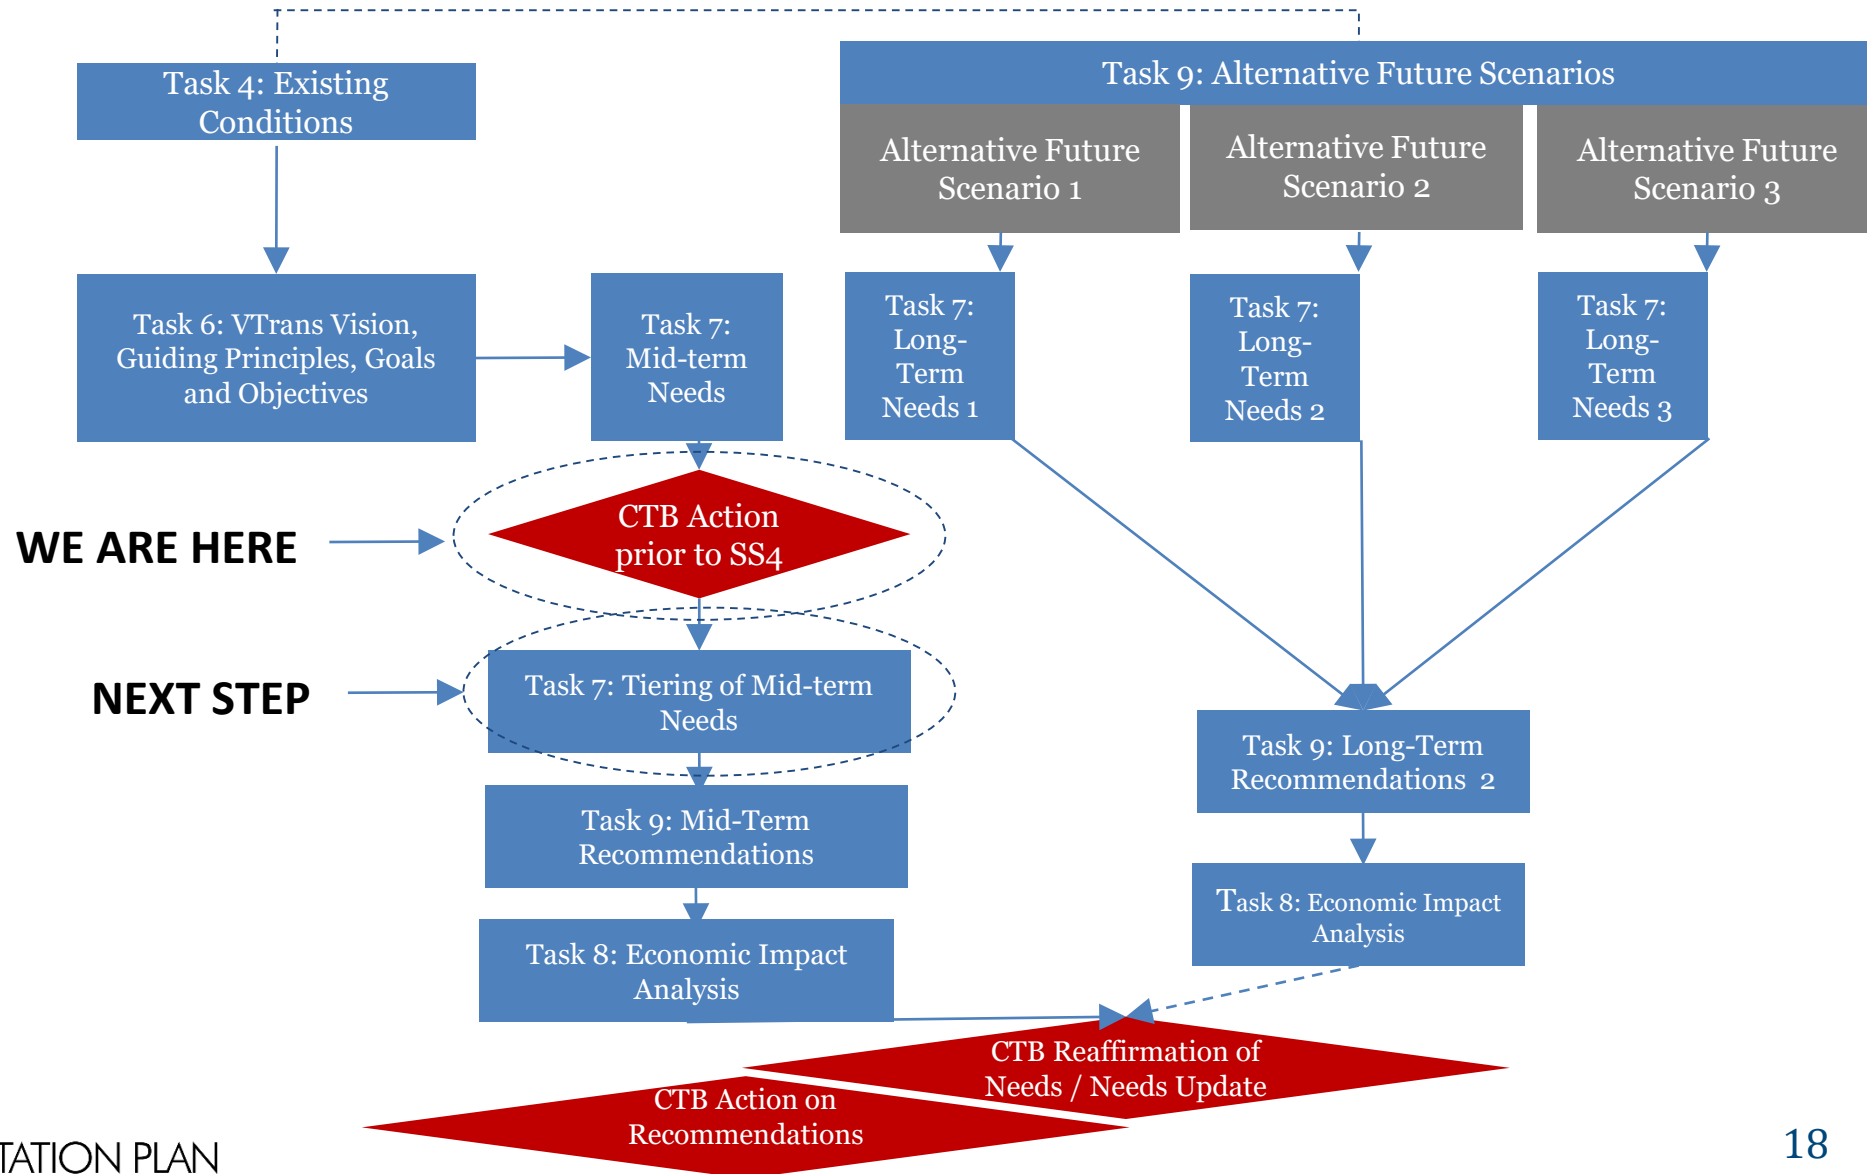 Task 4: Existing
Conditions
Task 9: Alternative Future Scenarios
Alternative Future
Scenario 1
Alternative Future
Scenario 2
Alternative Future
Scenario 3
Task 6: VTrans Vision,
Guiding Principles, Goals
and Objectives
Task 7:
Mid-term
Needs
Task 7:
Long-
Term
Needs 1
Task 7:
Long-
Term
Needs 2
Task 7:
Long-
Term
Needs 3
WE ARE HERE
CTB Action
prior to SS4
NEXT STEP
Task 7: Tiering of Mid-term
Needs
Task 9: Long-Term
Recommendations 2
Task 9: Mid-Term
Recommendations
Task 8: Economic Impact
Analysis
Task 8: Economic Impact
Analysis
CTB Reaffirmation of
Needs / Needs Update
CTB Action on
Recommendations
TATION PLAN
18